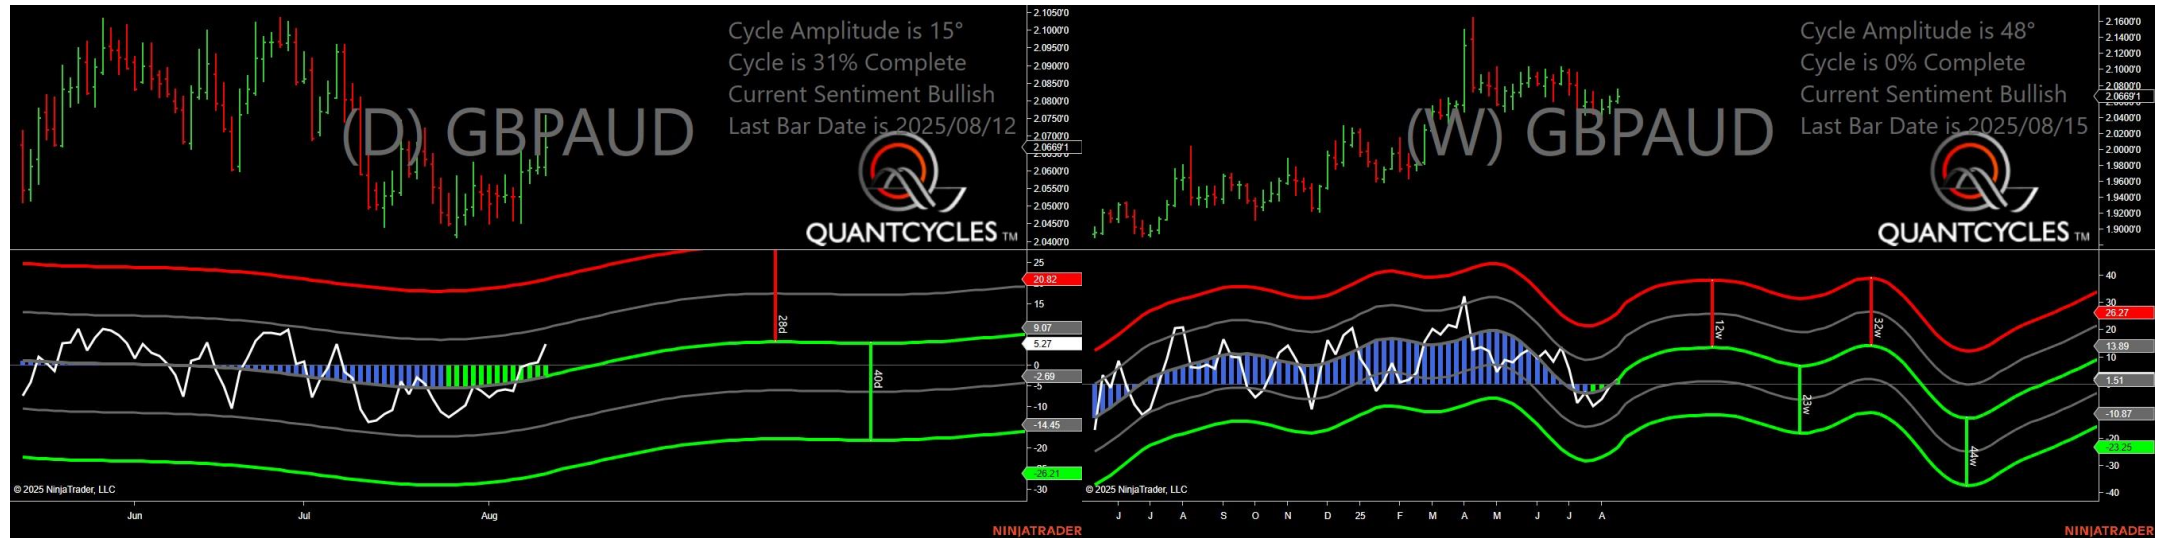 Cycle Amplitude is 15°
Cycle is 31% Complete
Current Sentiment Bullish
Last Bar Date is 2025/08/12
(D) GBPAUD
QUANTCYCLES TM
2.1050'0
2.1000'0
2.0950'0
2.0900'0
2.0850'0
2.0800'0
2.0750'0
2.0700'0
2.0669'1
2.0600'0
2.0550'0
2.0500'0
2.0450'0
2.0400'0
25
20.82
15
9.07
5.27
0
-2.69
-5
-10
-14.45
-20
-26.21
-30
28d
40d
© 2025 NinjaTrader, LLC
Jun
Jul
Aug
NINJATRADER
Cycle Amplitude is 48°
Cycle is 0% Complete
Current Sentiment Bullish
Last Bar Date is 2025/08/15
(W) GBPAUD
QUANTCYCLES TM
2.1600'0
2.1400'0
2.1200'0
2.1000'0
2.0800'0
2.0669'1
2.0400'0
2.0200'0
2.0000'0
1.9800'0
1.9600'0
1.9400'0
1.9200'0
1.9000'0
40
30
26.27
20
13.89
10
1.51
-10.87
-20
-23.25
-30
-40
12w
32w
23w
44w
© 2025 NinjaTrader, LLC
J
J
A
S
O
N
D
25
F
M
A
M
J
J
A
NINJATRADER